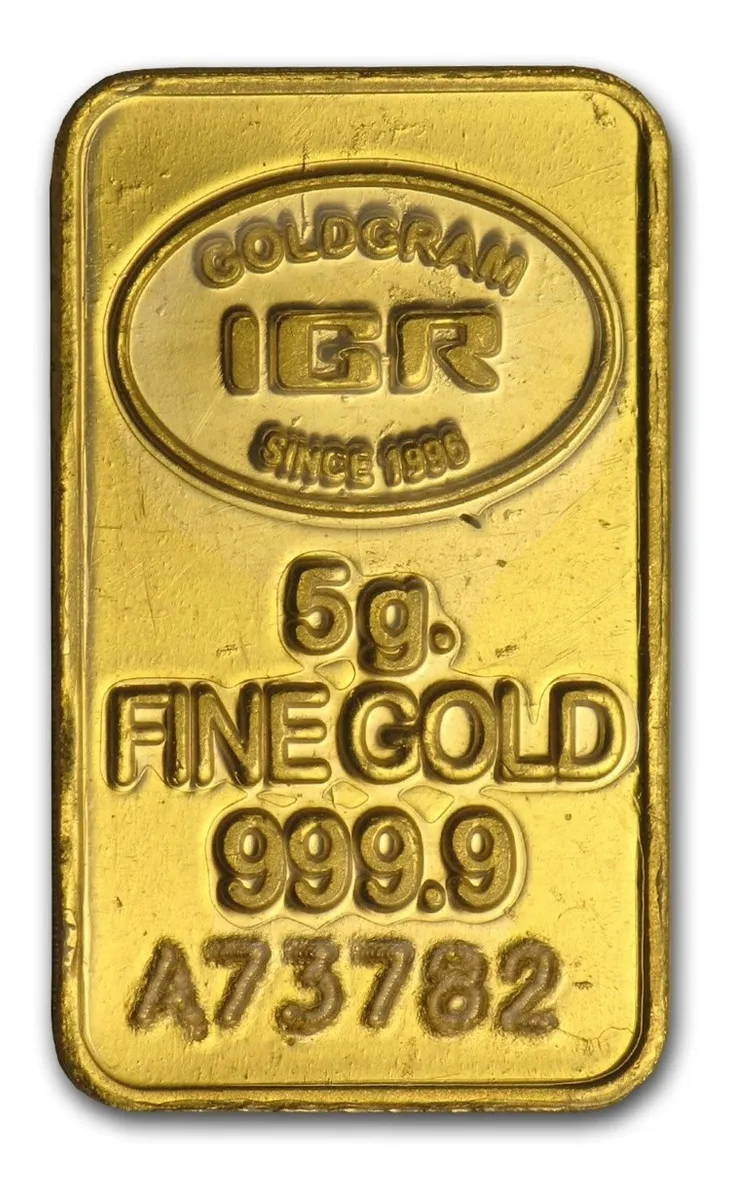 GOLDGRAM
IGR
SINCE 1996
5g.
FINE GOLD
999.9
A73782